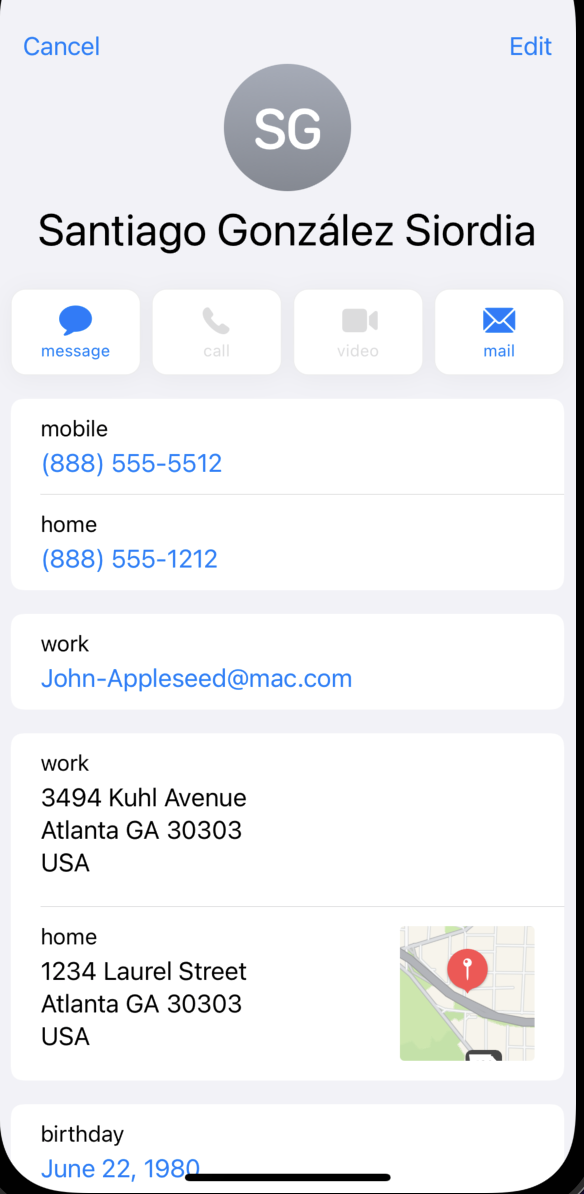 Cancel
Edit
SG
Santiago González Siordia
message
call
video
mail
mobile
(888) 555-5512
home
(888) 555-1212
work
John-Appleseed@mac.com
work
3494 Kuhl Avenue
Atlanta GA 30303
USA
home
1234 Laurel Street
Atlanta GA 30303
USA
birthday
June 22, 1980